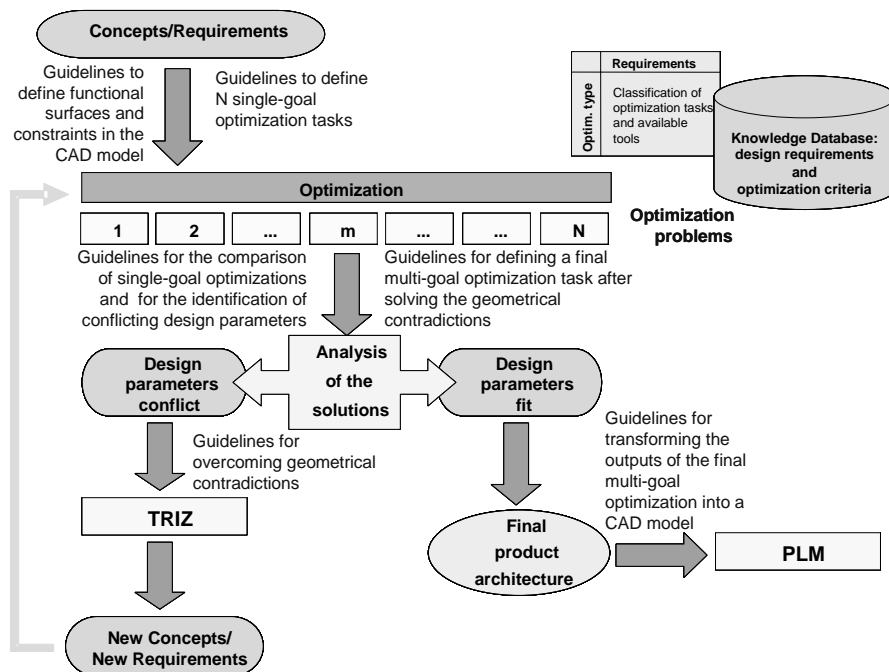 Concepts/Requirements
Guidelines to
define functional
surfaces and
constraints in the
CAD model
Guidelines to define
N single-goal
optimization tasks
Requirements
Optim. type
Classification of
optimization tasks
and available
tools
Knowledge Database:
design requirements
and
optimization criteria
Optimization
1 2 ... m ... ... N
Optimization
problems
Guidelines for the comparison
of single-goal optimizations
and for the identification of
conflicting design parameters
Guidelines for defining a final
multi-goal optimization task after
solving the geometrical
contradictions
Design
parameters
conflict
Analysis
of the
solutions
Design
parameters
fit
Guidelines for
overcoming geometrical
contradictions
Guidelines for
transforming the
outputs of the final
multi-goal
optimization into a
CAD model
TRIZ
Final
product
architecture
PLM
New Concepts/
New Requirements